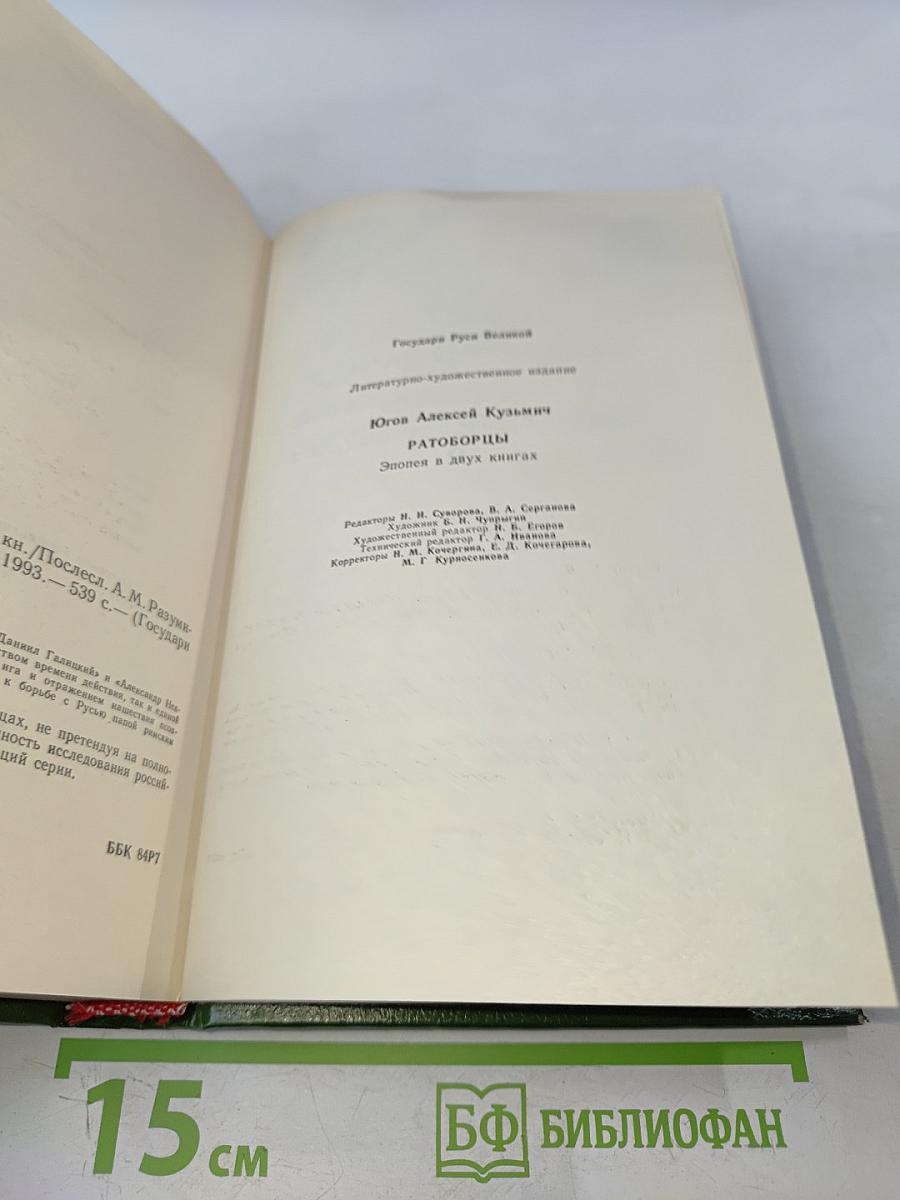 кн./Послесл. А. М. Разуми-
1993.— 539 с.— (Государи
Даниил Галицкий» и «Александр Нев-
ством времени действия, так и единой
ига и отражением нашествия псов-
к борьбе с Русью папой римским
цах, не претендуя на полно-
ность исследования россий-
ций серии.
ББК 84Р7
Государи Руси Великой
Литературно-художественное издание
Югов Алексей Кузьмич
РАТОБОРЦЫ
Эпопея в двух книгах
Редакторы Н. Н. Суворова, В. А. Серганова
Художник Б. Н. Чупрыгин
Художественный редактор Н. Б. Егоров
Технический редактор Г. А. Иванова
Корректоры Н. М. Кочергина, Е. Д. Кочегарова,
М. Г Курносенкова
15 см
БФ БИБЛИОФАН